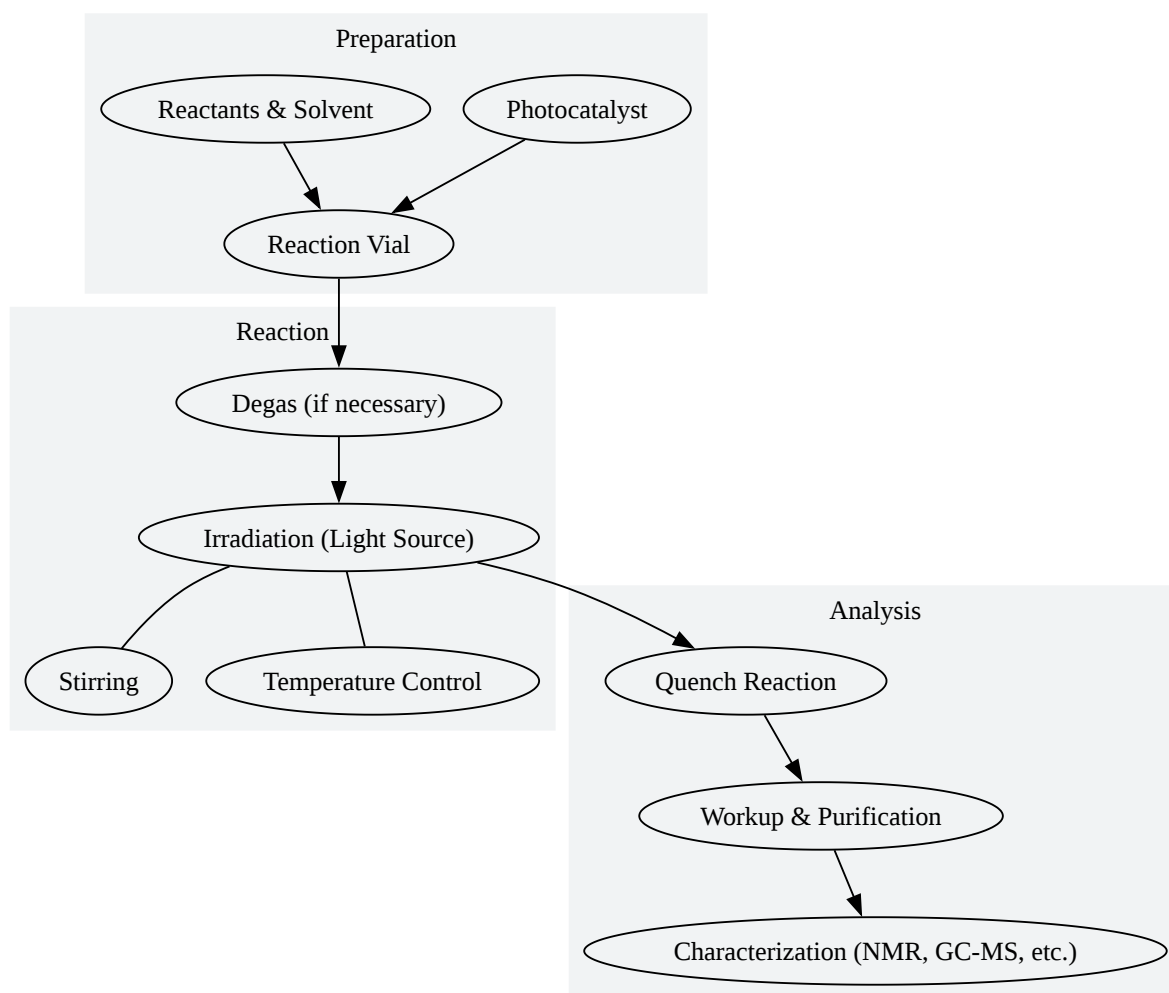 Preparation
Reactants & Solvent
Photocatalyst
Reaction Vial
Reaction
Degas (if necessary)
Irradiation (Light Source)
Analysis
Stirring
Temperature Control
Quench Reaction
Workup & Purification
Characterization (NMR, GC-MS, etc.)